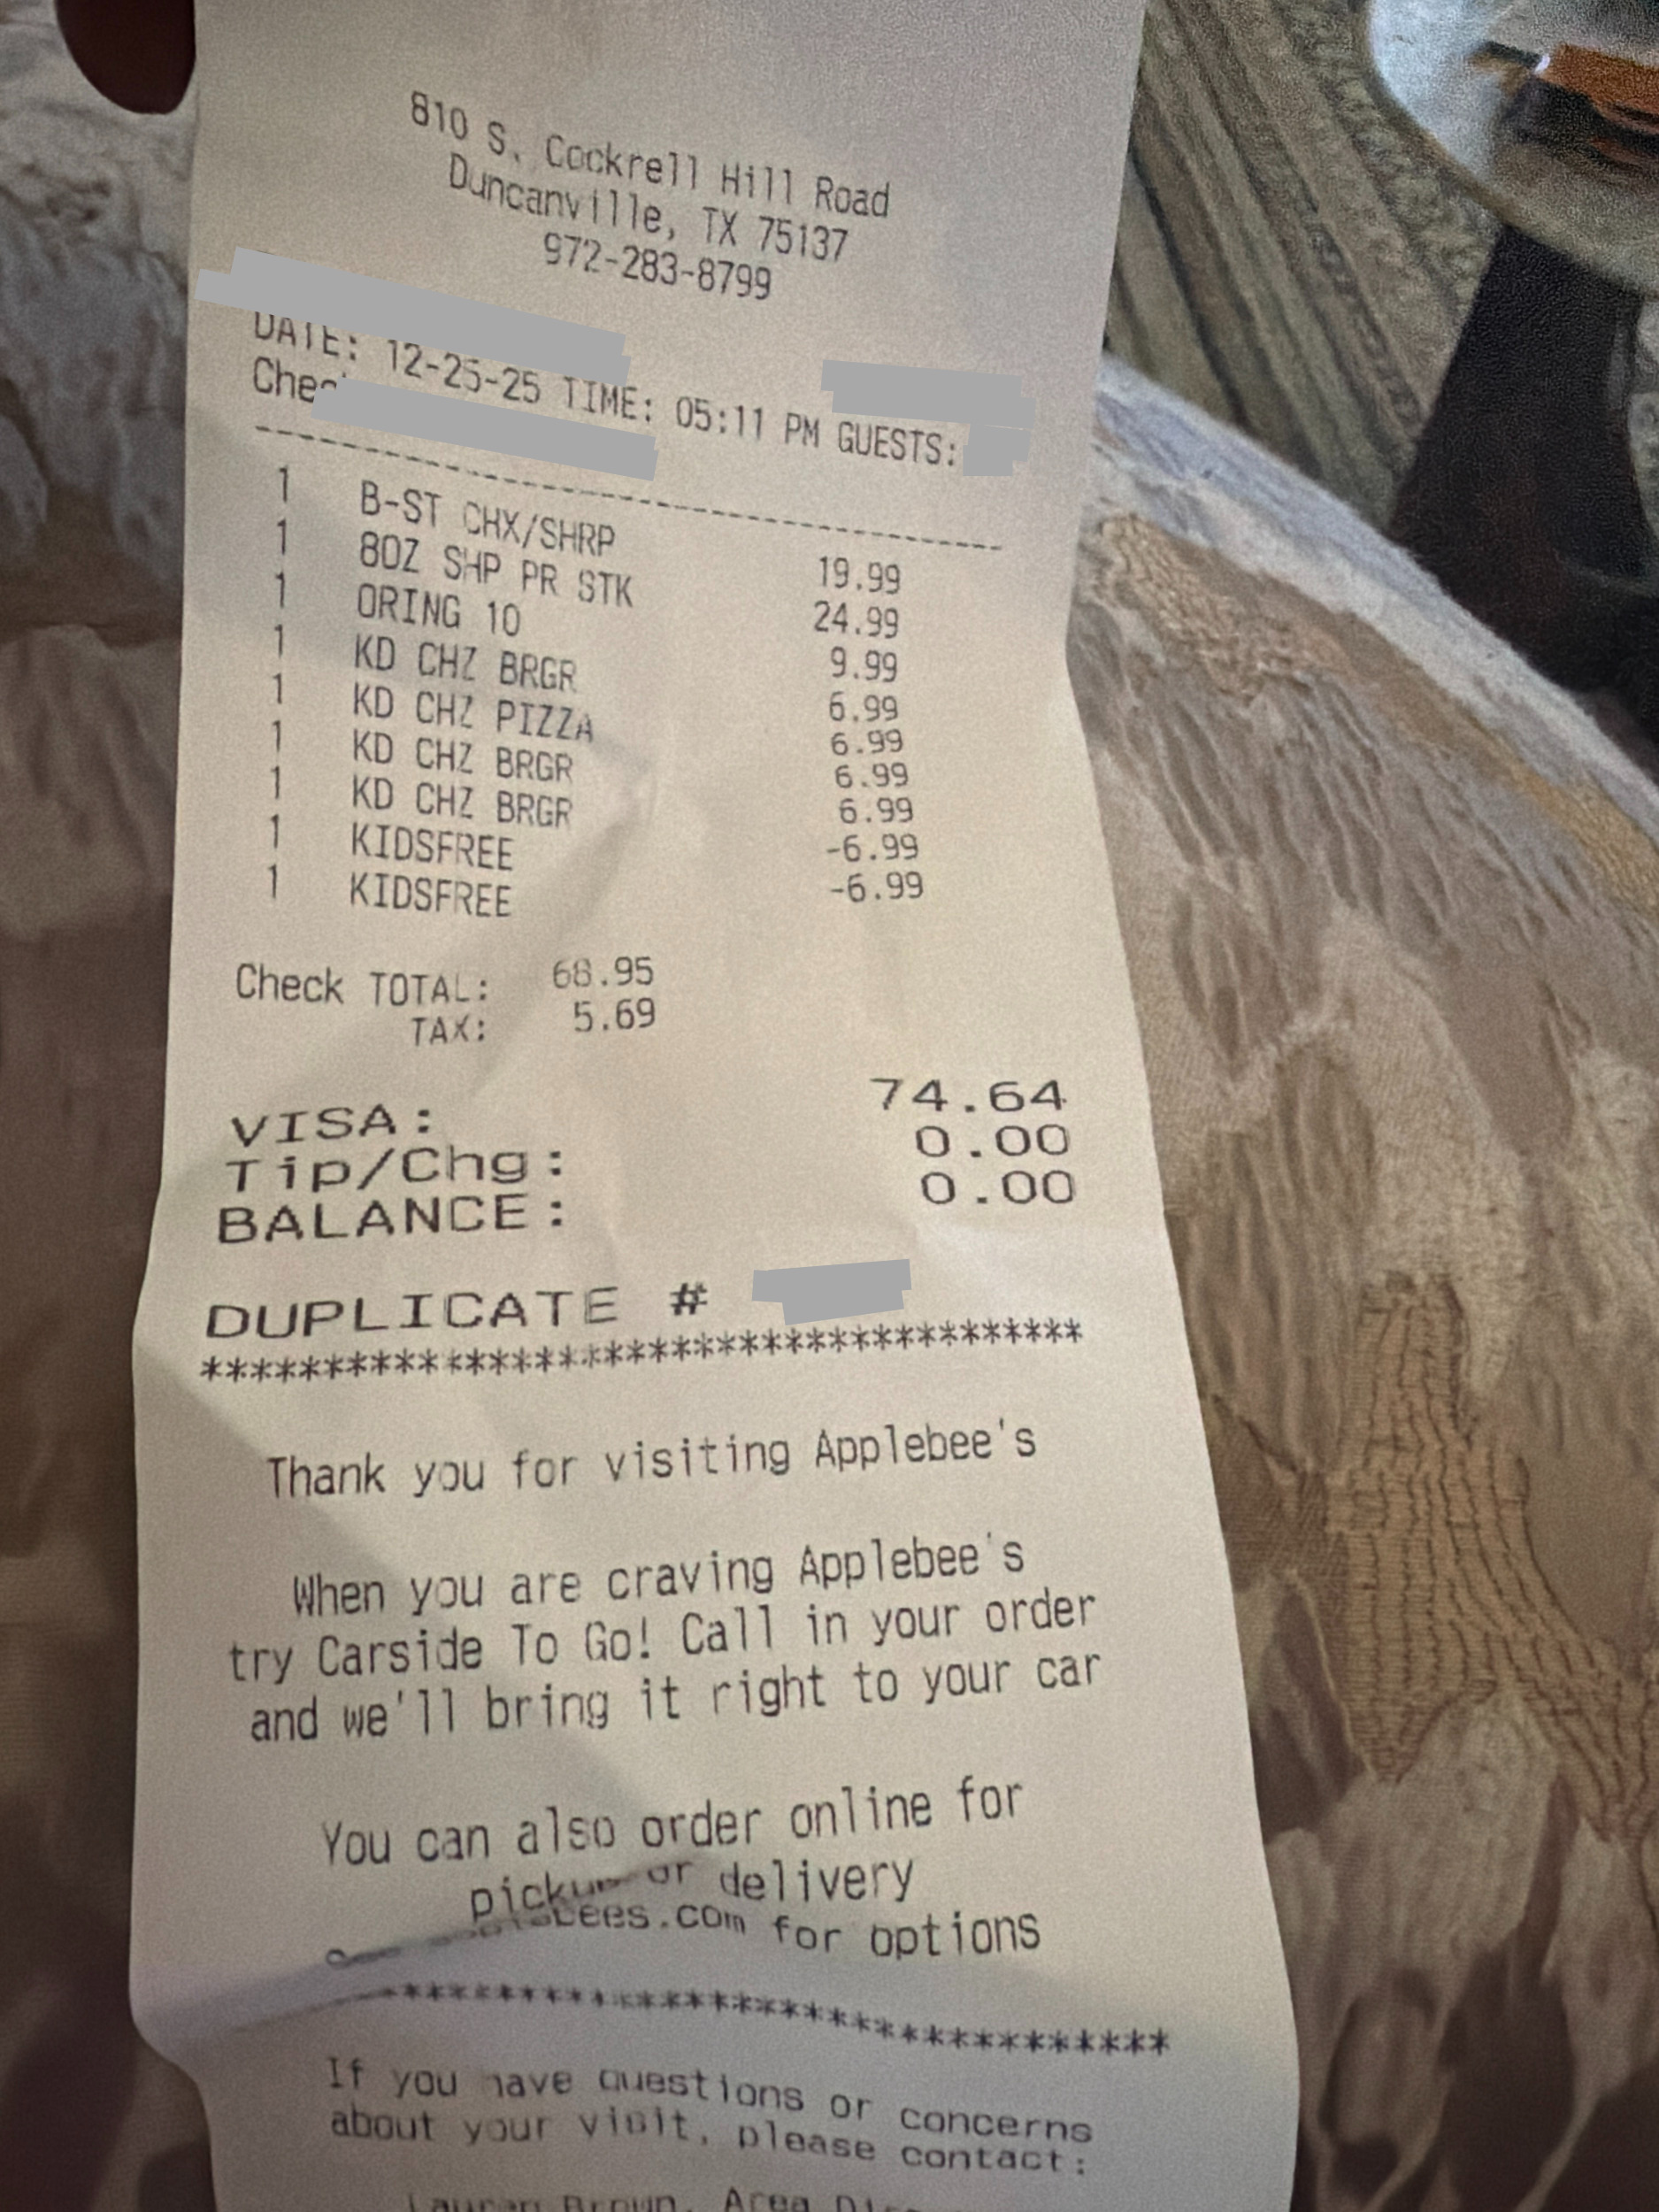 810 S. Cockrell Hill Road
Duncanville, TX 75137
972-283-8799
DATE: 12-25-25 TIME: 05:11 PM GUESTS:
1 B-ST CHX/SHRP 19.99
1 8OZ SHP PR STK 24.99
1 ORING 10 9.99
1 KD CHZ BRGR 6.99
1 KD CHZ PIZZA 6.99
1 KD CHZ BRGR 6.99
1 KD CHZ BRGR 6.99
1 KIDSFREE -6.99
1 KIDSFREE -6.99
Check TOTAL: 68.95
TAX: 5.69
VISA: 74.64
Tip/Chg: 0.00
BALANCE: 0.00
DUPLICATE #
************************************
Thank you for visiting Applebee's
When you are craving Applebee's
try Carside To Go! Call in your order
and we'll bring it right to your car
You can also order online for
pickup or delivery
for options
************************************
If you have questions or concerns
about your visit, please contact:
Lauren Brown, Area